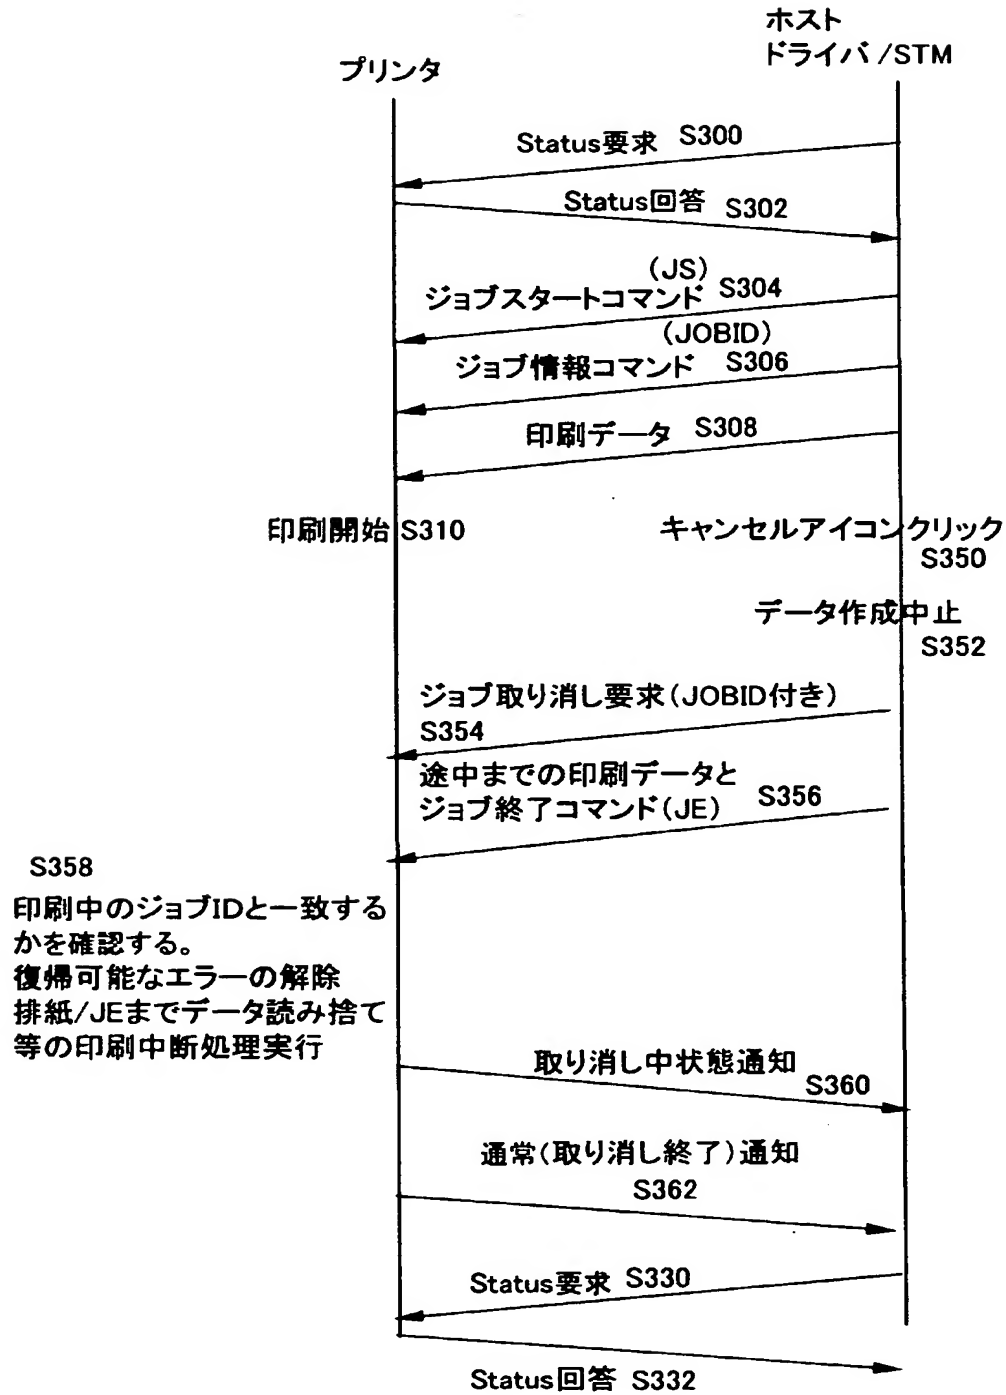 ホスト
ドライバ/STM
プリンタ
Status要求 S300
Status回答 S302
(JS)
ジョブスタートコマンド S304
(JOBID)
ジョブ情報コマンド S306
印刷データ S308
印刷開始 S310
キャンセルアイコンクリック
S350
データ作成中止
S352
ジョブ取り消し要求(JOBID付き)
S354
途中までの印刷データと
ジョブ終了コマンド(JE) S356
S358
印刷中のジョブIDと一致する
かを確認する。
復帰可能なエラーの解除
排紙/JEまでデータ読み捨て
等の印刷中断処理実行
取り消し中状態通知
S360
通常(取り消し終了)通知
S362
Status要求 S330
Status回答 S332